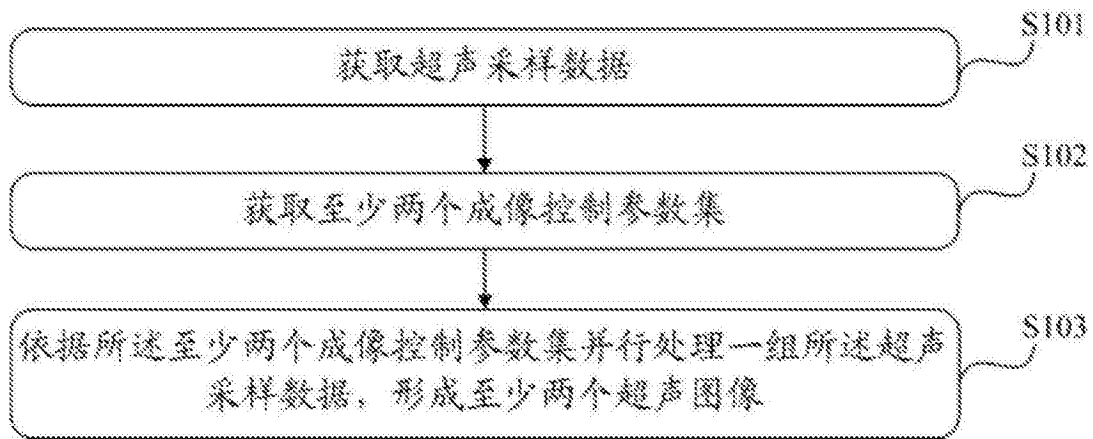 S101
获取超声采样数据
S102
获取至少两个成像控制参数集
S103
依据所述至少两个成像控制参数集并行处理一组所述超声
采样数据，形成至少两个超声图像